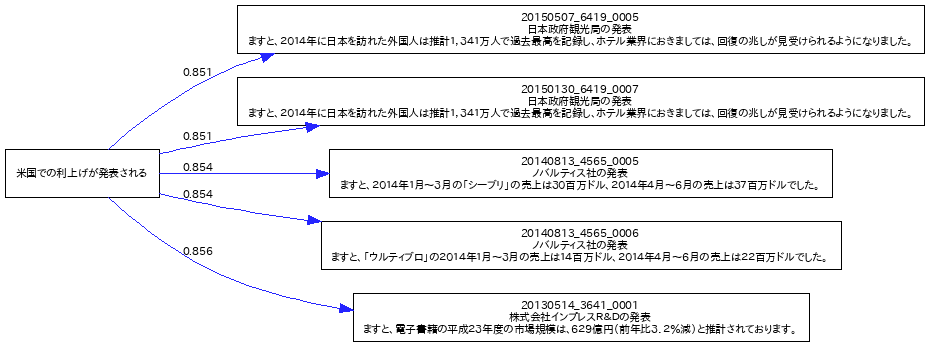 20150507_6419_0005
日本政府観光局の発表
ますと、2014年に日本を訪れた外国人は推計1,341万人で過去最高を記録し、ホテル業界におきましては、回復の兆しが見受けられるようになりました。
0.851
20150130_6419_0007
日本政府観光局の発表
ますと、2014年に日本を訪れた外国人は推計1,341万人で過去最高を記録し、ホテル業界におきましては、回復の兆しが見受けられるようになりました。
0.851
米国での利上げが発表される
0.854
20140813_4565_0005
ノバルティス社の発表
ますと、2014年1月～3月の「シーブリ」の売上は30百万ドル、2014年4月～6月の売上は37百万ドルでした。
0.854
20140813_4565_0006
ノバルティス社の発表
ますと、「ウルティブロ」の2014年1月～3月の売上は14百万ドル、2014年4月～6月の売上は22百万ドルでした。
0.856
20130514_3641_0001
株式会社インプレスR&Dの発表
ますと、電子書籍の平成23年度の市場規模は、629億円(前年比3.2%減)と推計されております。